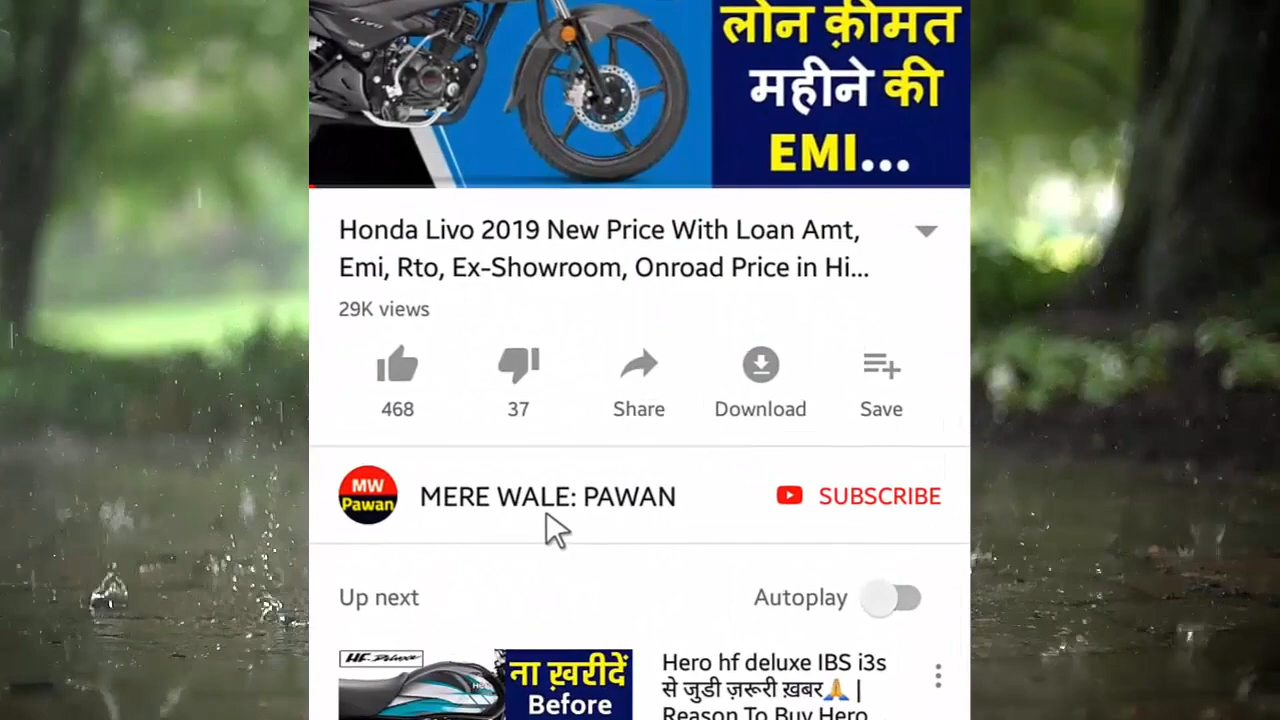 LIVO
लोन क़ीमत
महीने की
EMI...
Honda Livo 2019 New Price With Loan Amt,
Emi, Rto, Ex-Showroom, Onroad Price in Hi...
29K views
468
37
Share
Download
Save
MW
Pawan
MERE WALE: PAWAN
SUBSCRIBE
Up next
Autoplay
HF Deluxe
ना ख़रीदें
Before
Hero hf deluxe IBS i3s
से जुडी ज़रूरी ख़बर🙏 |
Reason To Buy Hero...